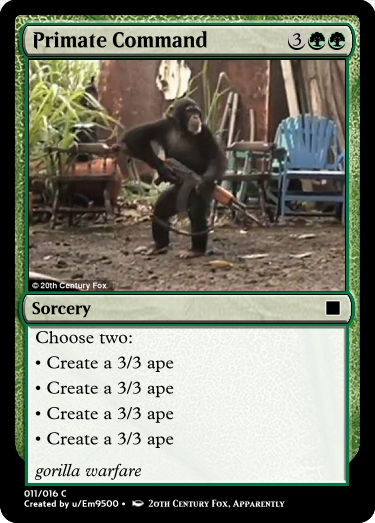 Primate Command 3
© 20th Century Fox
Sorcery
Choose two:
• Create a 3/3 ape
• Create a 3/3 ape
• Create a 3/3 ape
• Create a 3/3 ape
gorilla warfare
011/016 C
Created by u/Em9500 • 20th Century Fox, Apparently